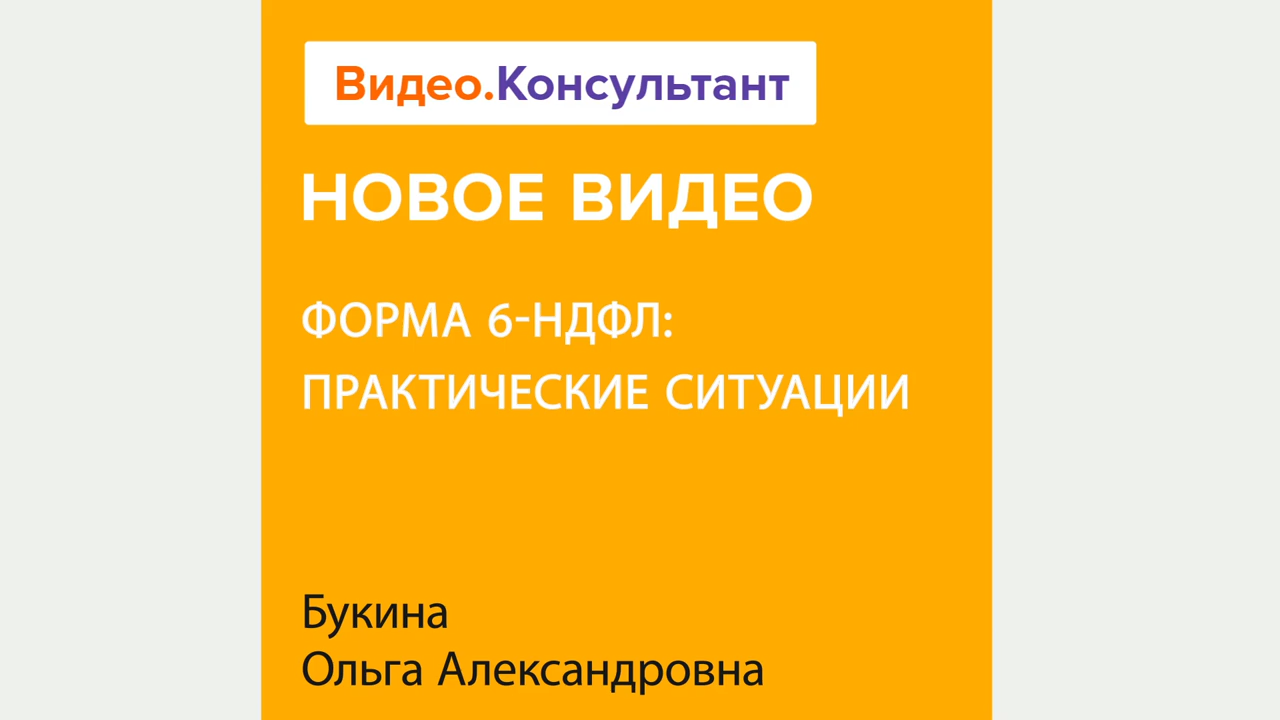 Видео.Консультант
НОВОЕ ВИДЕО
ФОРМА 6-НДФЛ:
ПРАКТИЧЕСКИЕ СИТУАЦИИ
Букина
Ольга Александровна